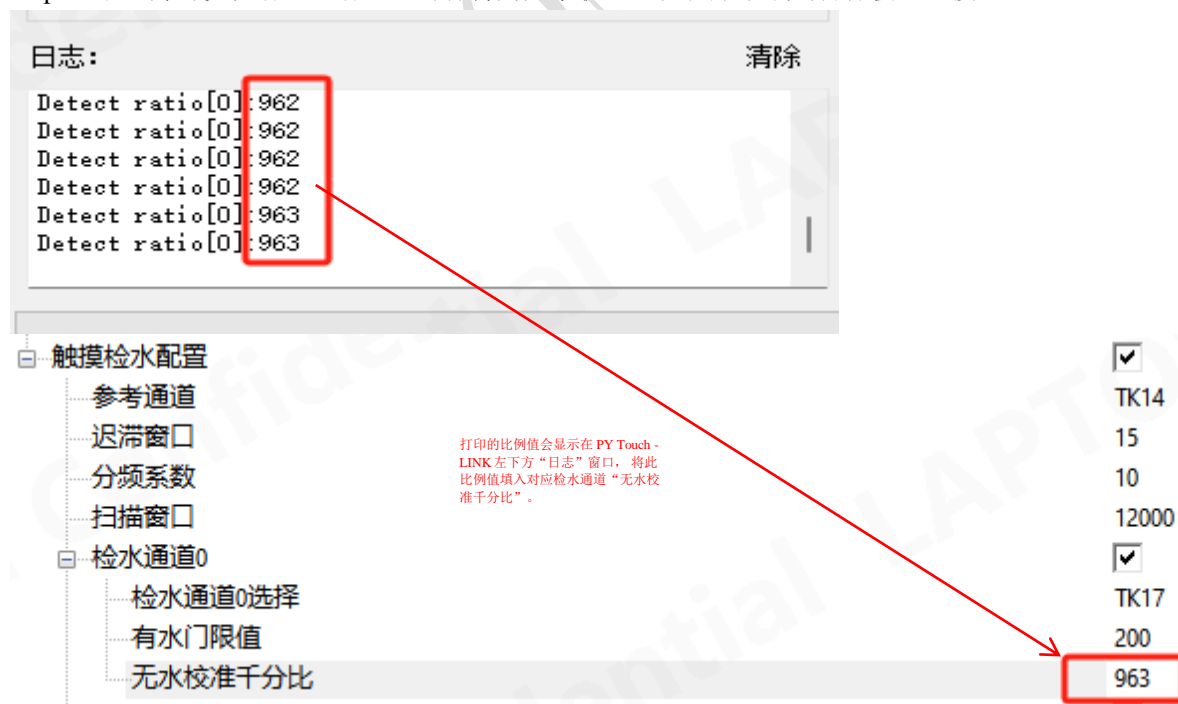 日志:
清除
Detect ratio[0]:962
Detect ratio[0]:962
Detect ratio[0]:962
Detect ratio[0]:962
Detect ratio[0]:963
Detect ratio[0]:963
触摸检水配置
参考通道 TK14
迟滞窗口 15
打印的比例值会显示在 PY Touch -
LINK 左下方“日志”窗口, 将此
比例值填入对应检水通道“无水校
准千分比”。
分频系数 10
扫描窗口 12000
检水通道0
检水通道0选择 TK17
有水门限值 200
无水校准千分比 963
Confidential LAPTO